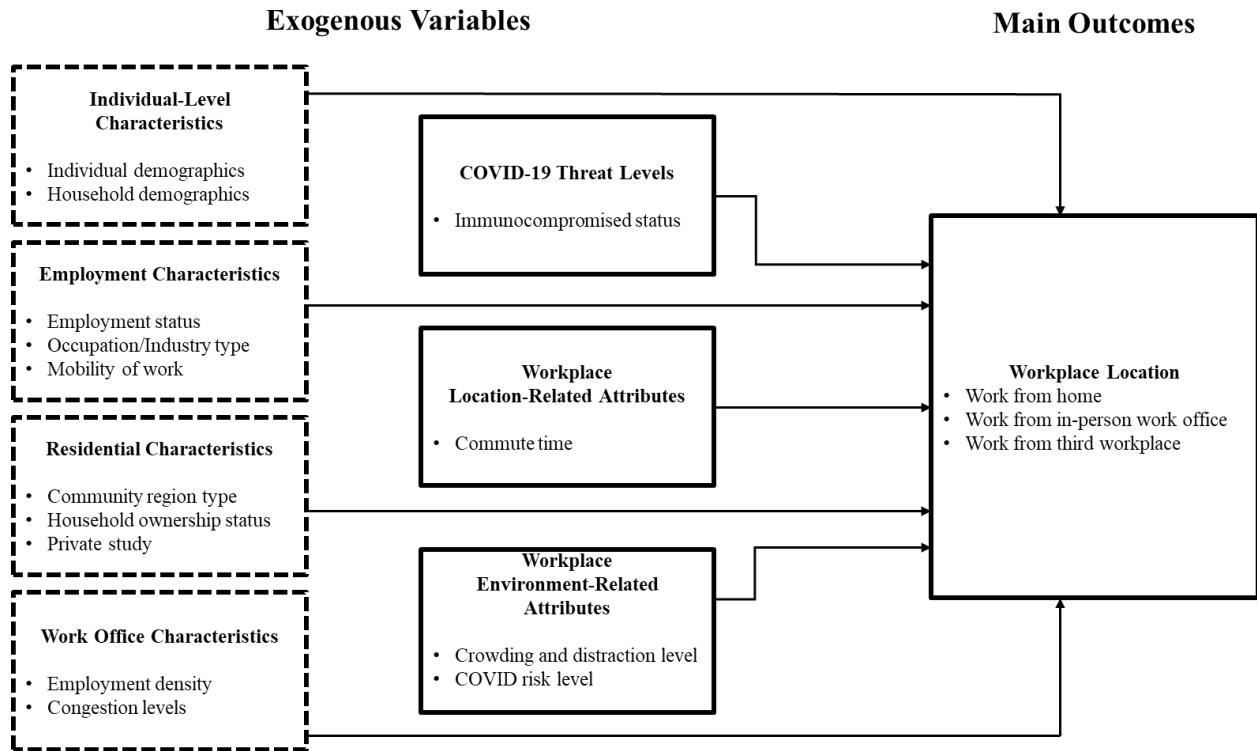 Exogenous Variables
Main Outcomes
Individual-Level
Characteristics
• Individual demographics
• Household demographics
Employment Characteristics
• Employment status
• Occupation/Industry type
• Mobility of work
Residential Characteristics
• Community region type
• Household ownership status
• Private study
Work Office Characteristics
• Employment density
• Congestion levels
COVID-19 Threat Levels
• Immunocompromised status
Workplace
Location-Related Attributes
• Commute time
Workplace
Environment-Related
Attributes
• Crowding and distraction level
• COVID risk level
Workplace Location
• Work from home
• Work from in-person work office
• Work from third workplace